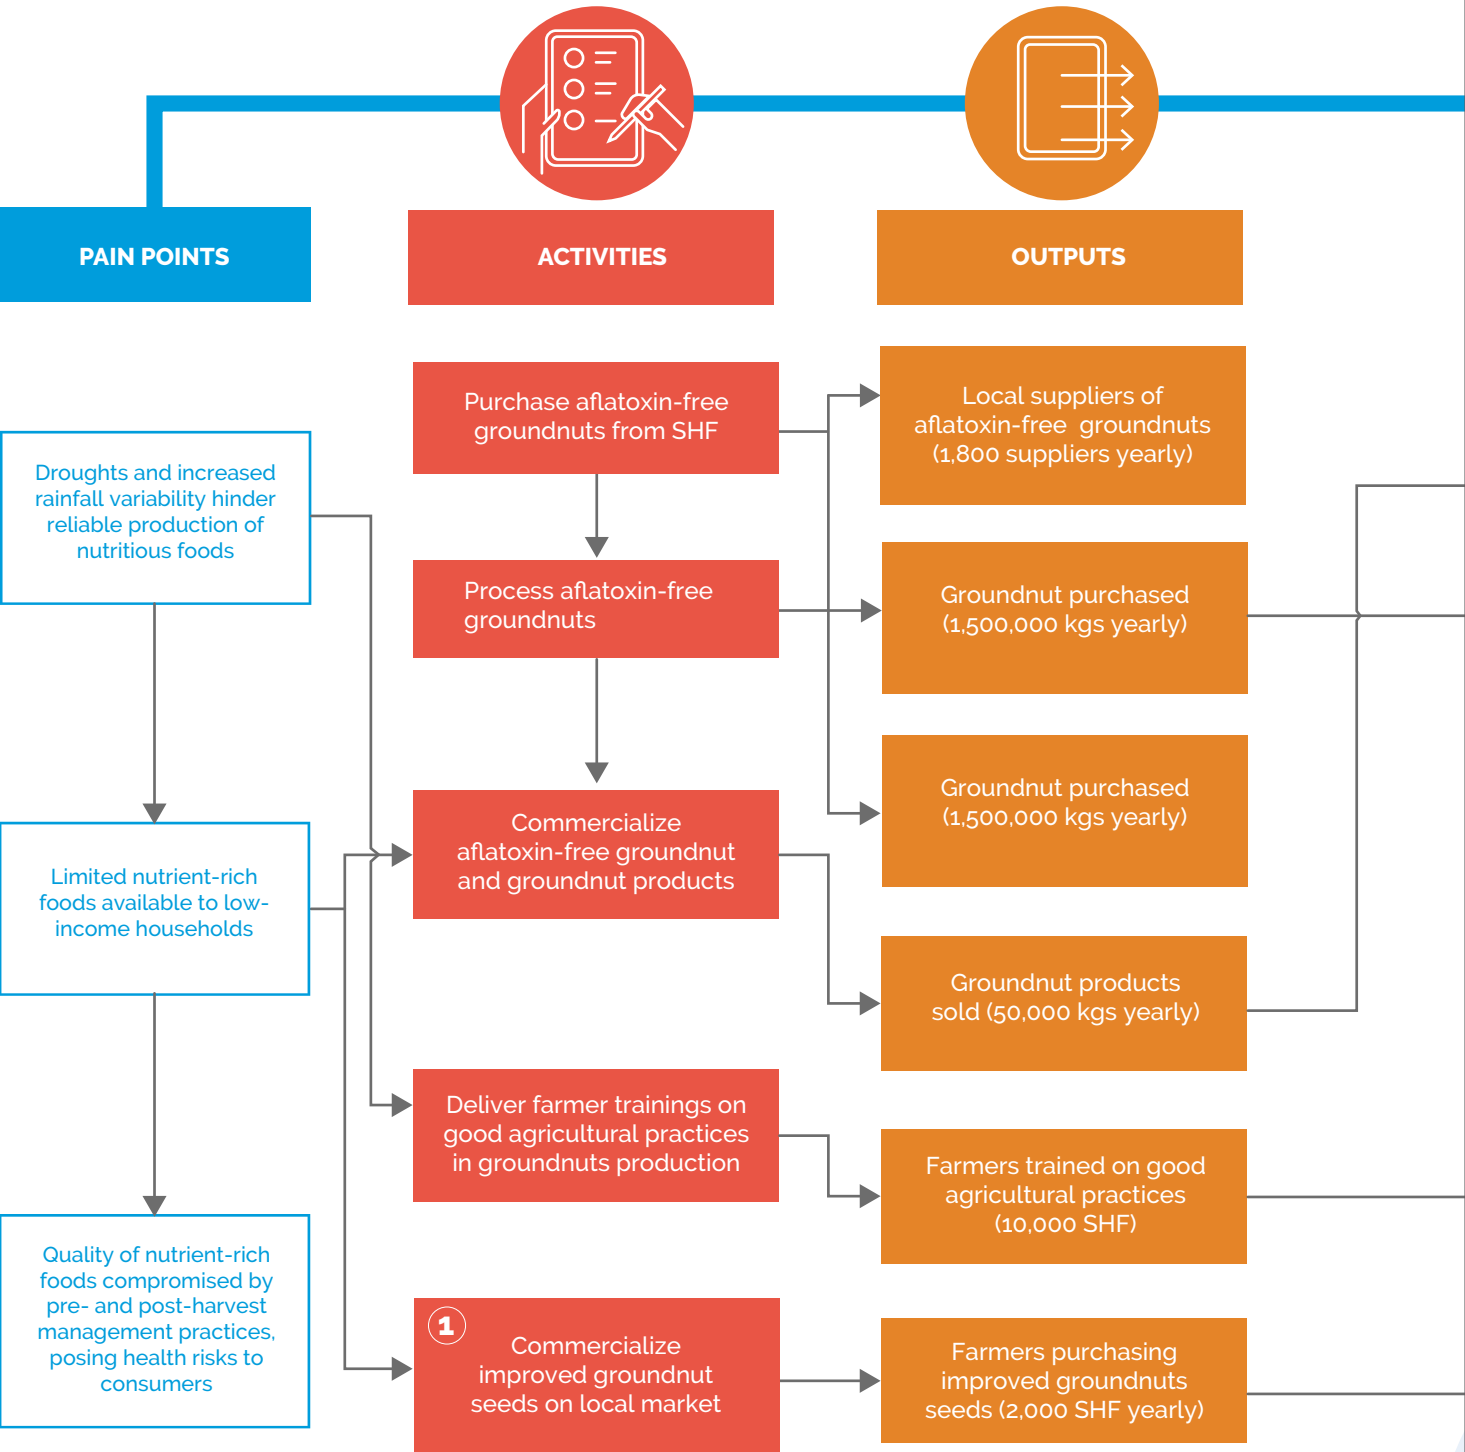 PAIN POINTS
ACTIVITIES
OUTPUTS
Droughts and increased
rainfall variability hinder
reliable production of
nutritious foods
Limited nutrient-rich
foods available to low-
income households
Quality of nutrient-rich
foods compromised by
pre- and post-harvest
management practices,
posing health risks to
consumers
Purchase aflatoxin-free
groundnuts from SHF
Process aflatoxin-free
groundnuts
Commercialize
aflatoxin-free groundnut
and groundnut products
Deliver farmer trainings on
good agricultural practices
in groundnuts production
1
Commercialize
improved groundnut
seeds on local market
Local suppliers of
aflatoxin-free groundnuts
(1,800 suppliers yearly)
Groundnut purchased
(1,500,000 kgs yearly)
Groundnut purchased
(1,500,000 kgs yearly)
Groundnut products
sold (50,000 kgs yearly)
Farmers trained on good
agricultural practices
(10,000 SHF)
Farmers purchasing
improved groundnuts
seeds (2,000 SHF yearly)